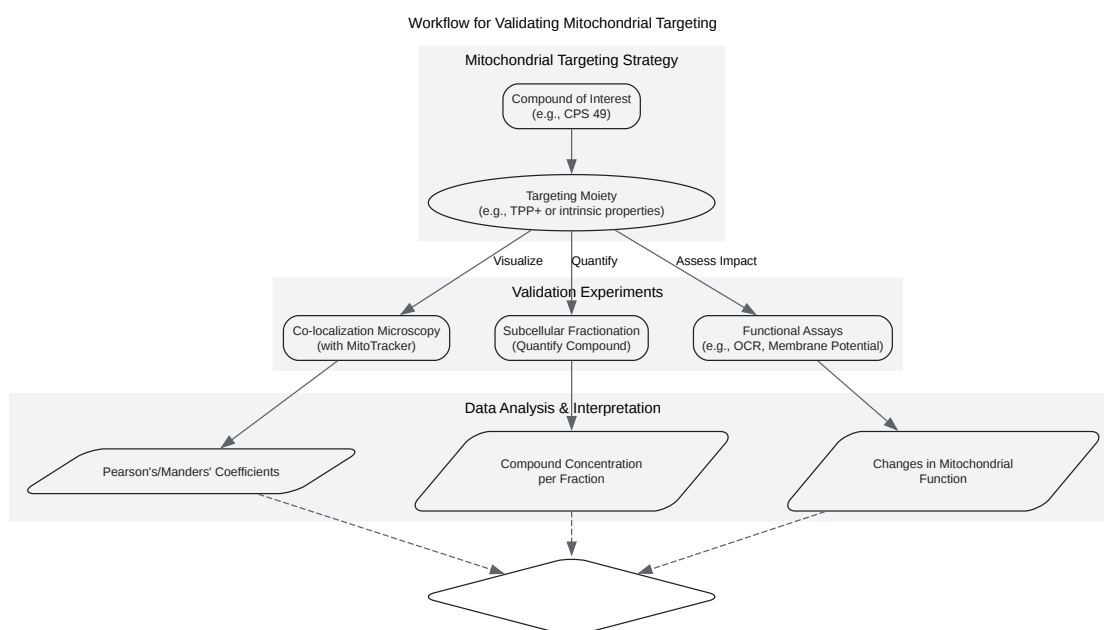 Workflow for Validating Mitochondrial Targeting
Mitochondrial Targeting Strategy
Compound of Interest
(e.g., CPS 49)
Targeting Moiety
(e.g., TPP+ or intrinsic properties)
Visualize
Quantify
Assess Impact
Validation Experiments
Co-localization Microscopy
(with MitoTracker)
Subcellular Fractionation
(Quantify Compound)
Functional Assays
(e.g., OCR, Membrane Potential)
Data Analysis & Interpretation
Pearson's/Manders' Coefficients
Compound Concentration
per Fraction
Changes in Mitochondrial
Function